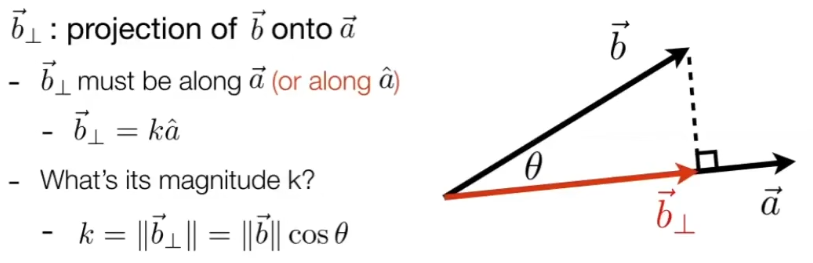 $\vec{b}_\perp$ : projection of $\vec{b}$ onto $\vec{a}$
- $\vec{b}_\perp$ must be along $\vec{a}$ (or along $\hat{a}$)
- $\vec{b}_\perp = k\hat{a}$
- What's its magnitude k?
- $k = \|\vec{b}_\perp\| = \|\vec{b}\| \cos\theta$
$\vec{b}$
$\theta$
$\vec{b}_\perp$
$\vec{a}$